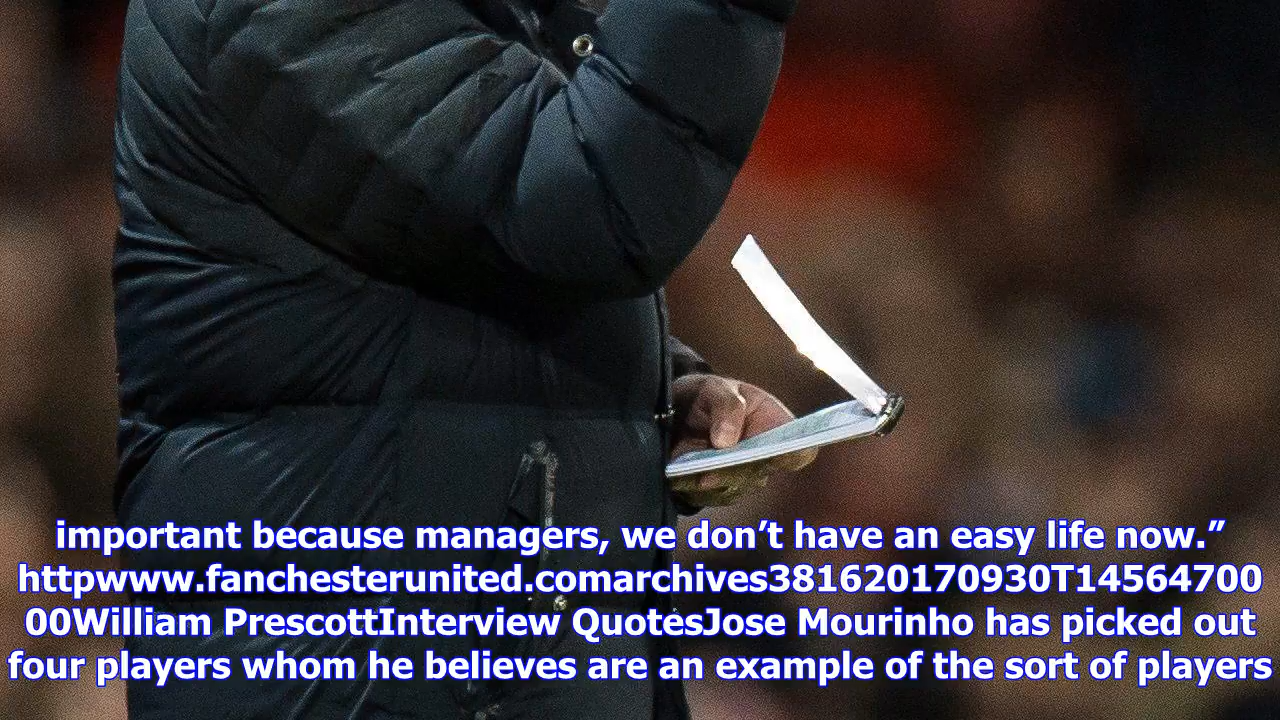 important because managers, we don’t have an easy life now.”
httpwww.fanchesterunited.comarchives381620170930T14564700
00William PrescottInterview QuotesJose Mourinho has picked out
four players whom he believes are an example of the sort of players